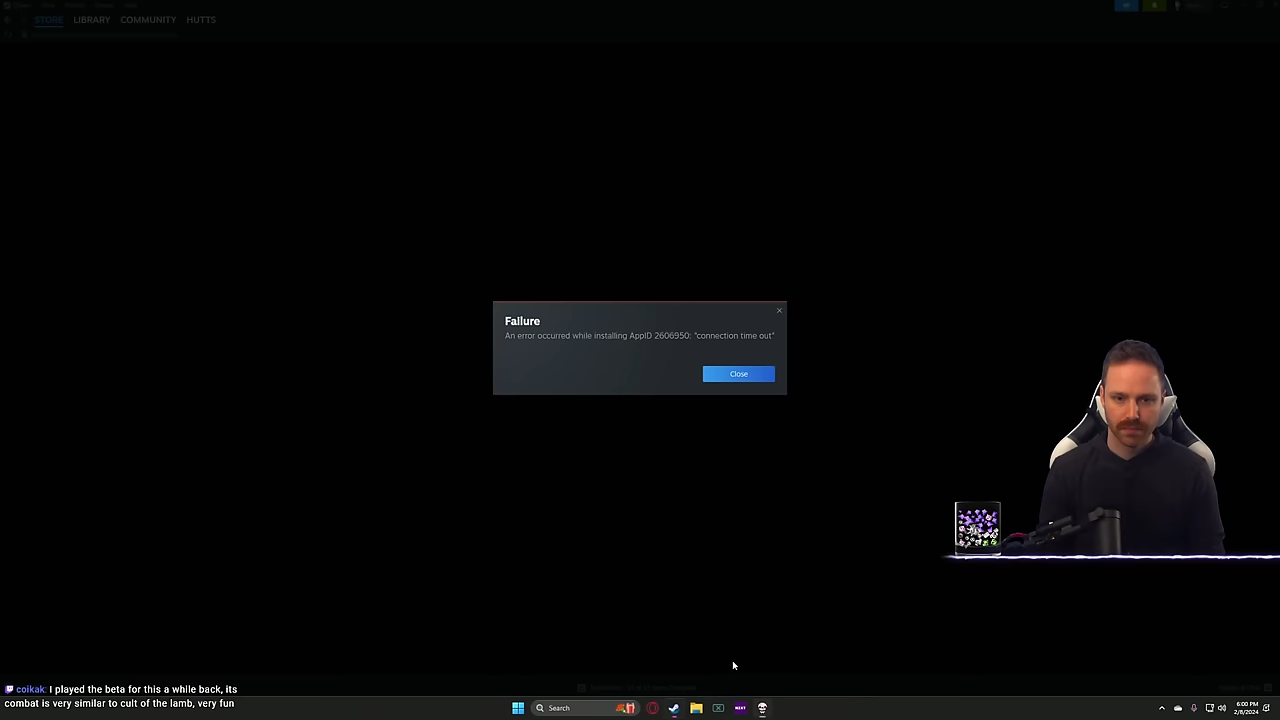 STORE LIBRARY COMMUNITY HUTTS
Failure
An error occurred while installing AppID 2606950: "connection time out"
Close
coikak: I played the beta for this a while back, its
combat is very similar to cult of the lamb, very fun
Search
NEXT
6:00 PM
2/8/2024